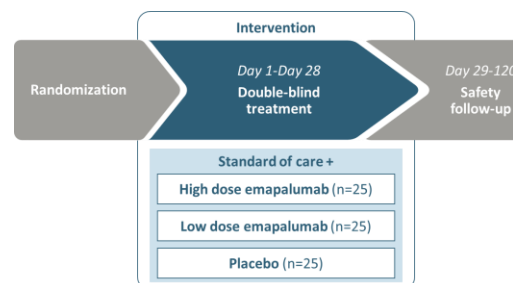 Intervention
Randomization
Day 1-Day 28
Double-blind
treatment
Day 29-120
Safety
follow-up
Standard of care +
High dose emapalumab (n=25)
Low dose emapalumab (n=25)
Placebo (n=25)